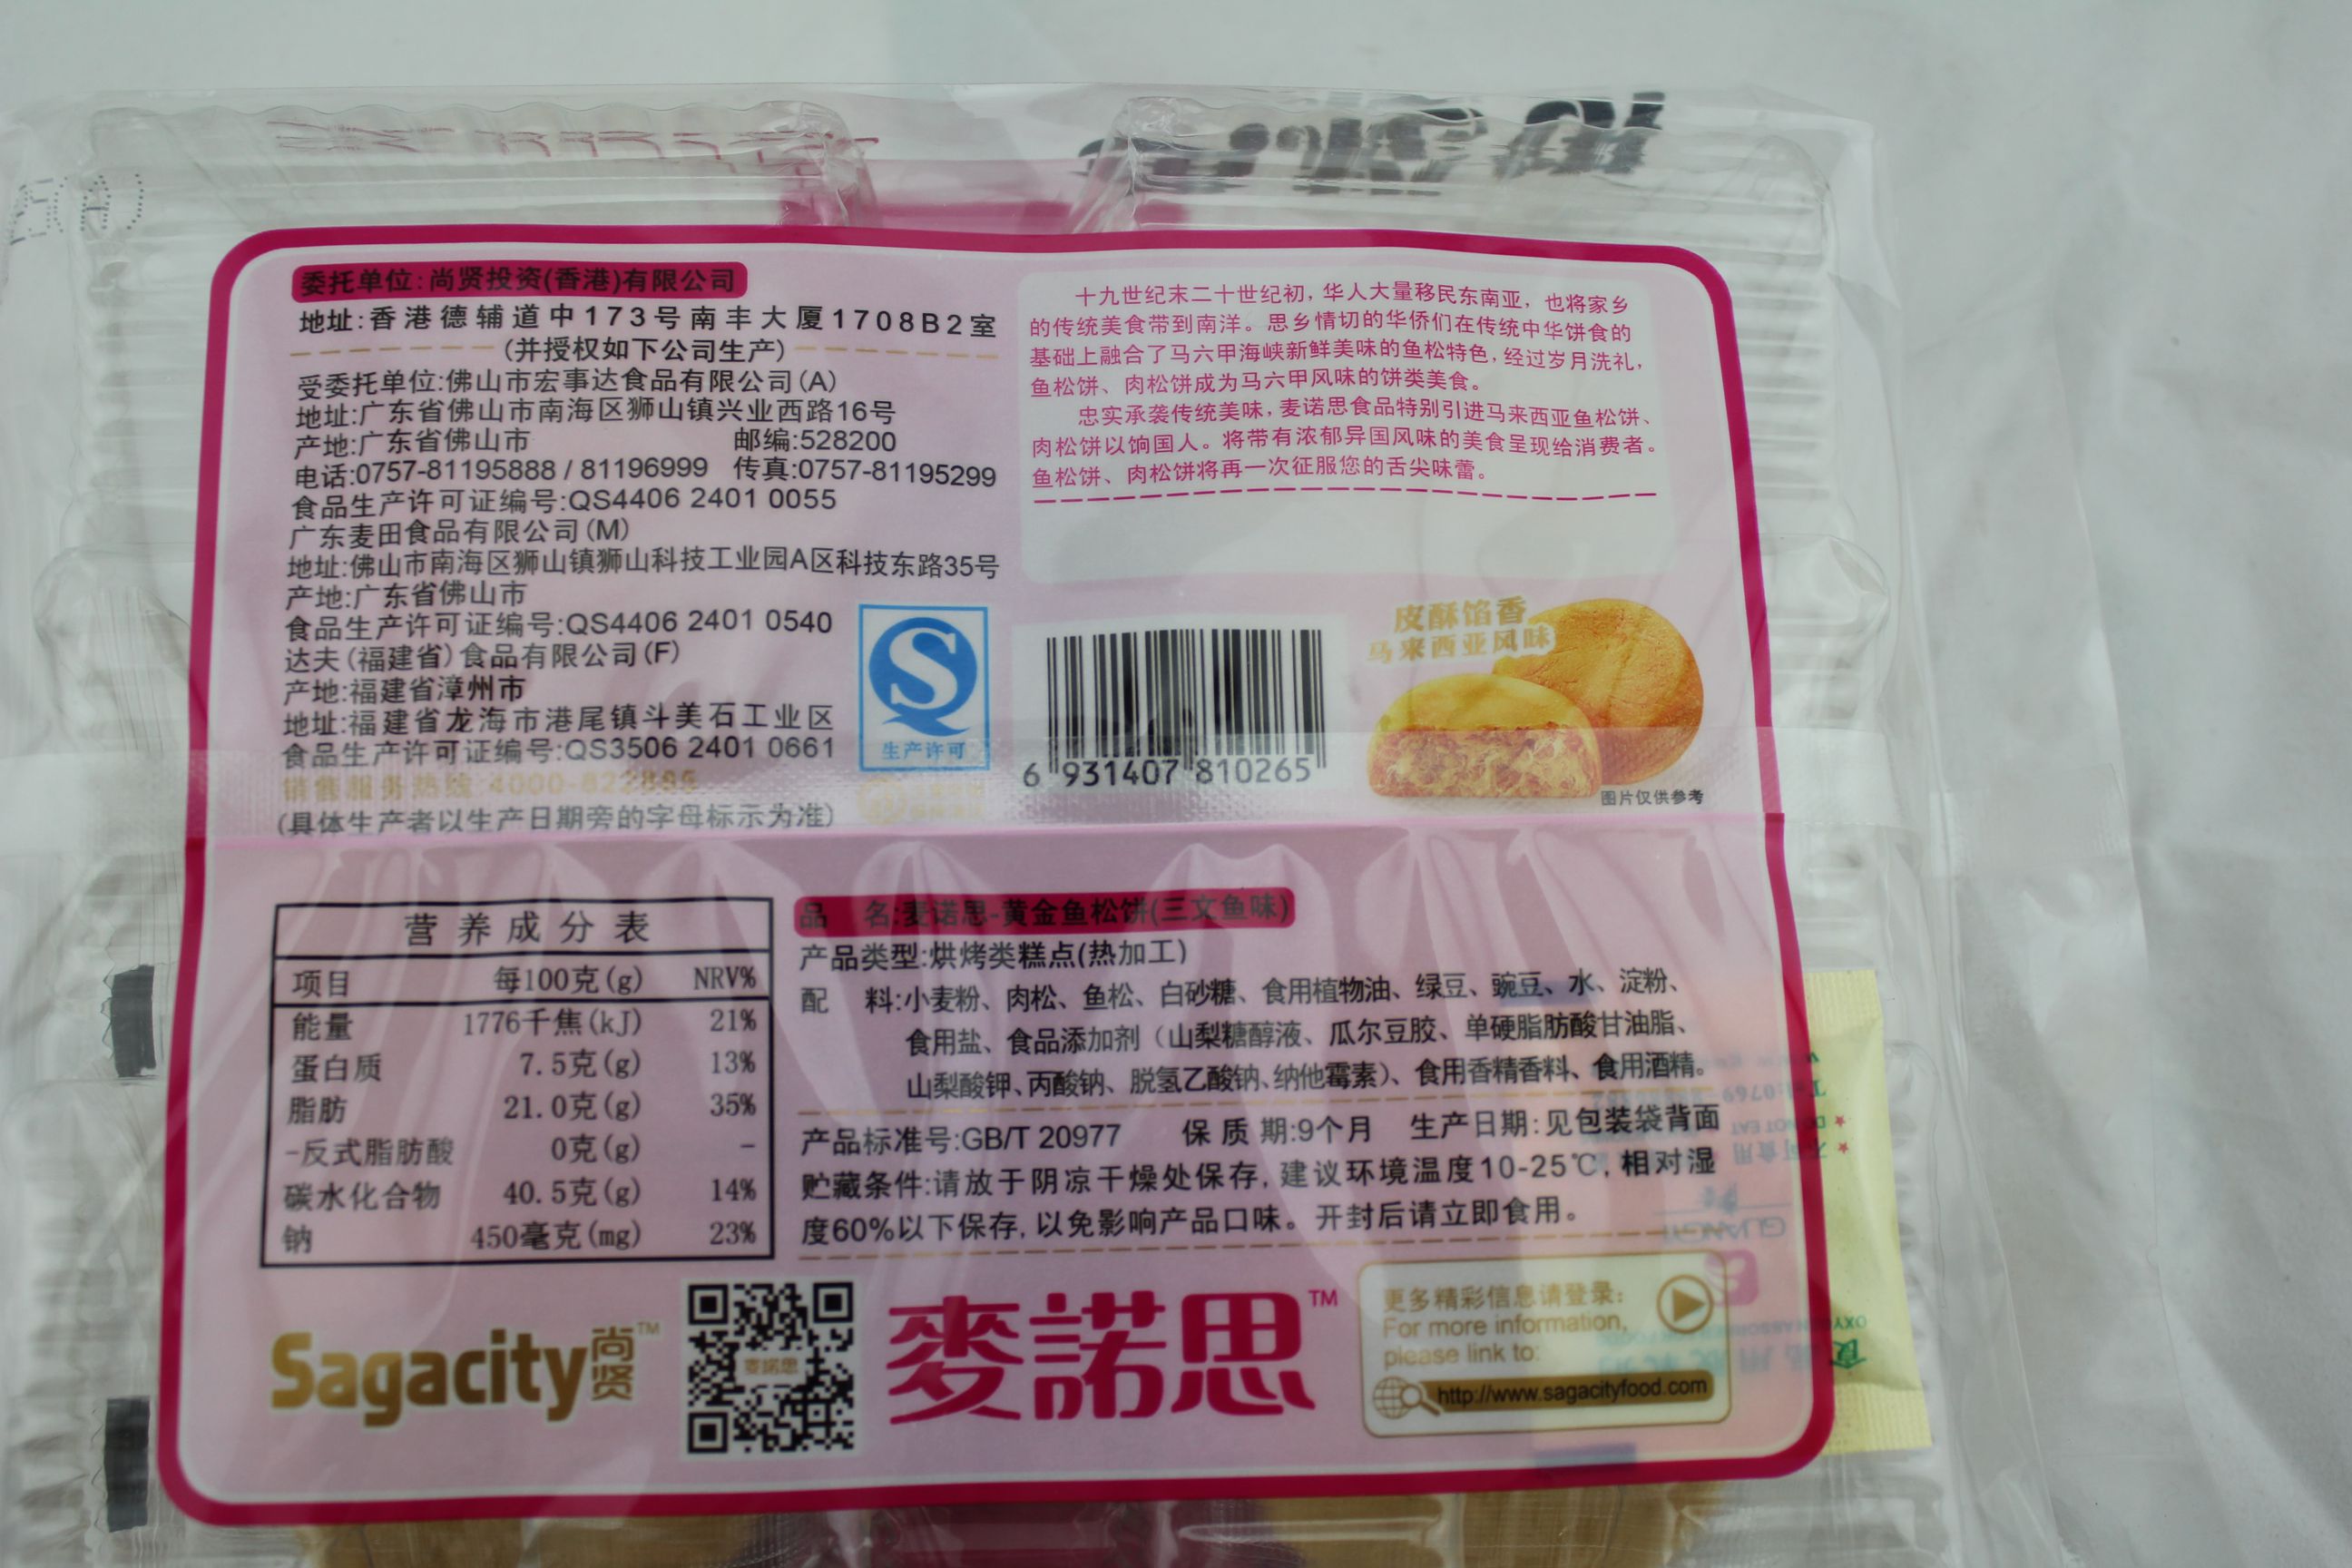 委托单位:尚贤投资(香港)有限公司
地址:香港德辅道中173号南丰大厦1708B2室
(并授权如下公司生产)
受委托单位:佛山市宏事达食品有限公司(A)
地址:广东省佛山市南海区狮山镇兴业西路16号
产地:广东省佛山市 邮编:528200
电话:0757-81195888 / 81196999 传真:0757-81195299
食品生产许可证编号:QS4406 2401 0055
广东麦田食品有限公司(M)
地址:佛山市南海区狮山镇狮山科技工业园A区科技东路35号
产地:广东省佛山市
食品生产许可证编号:QS4406 2401 0540
达夫(福建省)食品有限公司(F)
产地:福建省漳州市
地址:福建省龙海市港尾镇斗美石工业区
食品生产许可证编号:QS3506 2401 0661
销售服务热线:4000-822885
(具体生产者以生产日期旁的字母标示为准)
生产许可
十九世纪末二十世纪初,华人大量移民东南亚,也将家乡
的传统美食带到南洋。思乡情切的华侨们在传统中华饼食的
基础上融合了马六甲海峡新鲜美味的鱼松特色,经过岁月洗礼,
鱼松饼、肉松饼成为马六甲风味的饼类美食。
忠实承袭传统美味,麦诺思食品特别引进马来西亚鱼松饼、
肉松饼以饷国人。将带有浓郁异国风味的美食呈现给消费者。
鱼松饼、肉松饼将再一次征服您的舌尖味蕾。
6 931407 810265
皮酥馅香
马来西亚风味
图片仅供参考
营养成分表
项目 每100克(g) NRV%
能量 1776千焦(kJ) 21%
蛋白质 7.5克(g) 13%
脂肪 21.0克(g) 35%
-反式脂肪酸 0克(g) -
碳水化合物 40.5克(g) 14%
钠 450毫克(mg) 23%
品 名:麦诺思-黄金鱼松饼(三文鱼味)
产品类型:烘烤类糕点(热加工)
配 料:小麦粉、肉松、鱼松、白砂糖、食用植物油、绿豆、豌豆、水、淀粉、
食用盐、食品添加剂(山梨糖醇液、瓜尔豆胶、单硬脂肪酸甘油脂、
山梨酸钾、丙酸钠、脱氢乙酸钠、纳他霉素)、食用香精香料、食用酒精。
产品标准号:GB/T 20977 保质期:9个月 生产日期:见包装袋背面
贮藏条件:请放于阴凉干燥处保存,建议环境温度10-25℃,相对湿
度60%以下保存,以免影响产品口味。开封后请立即食用。
Sagacity尚贤™
麥諾思
麥諾思™
更多精彩信息请登录:
For more information,
please link to:
http://www.sagacityfood.com